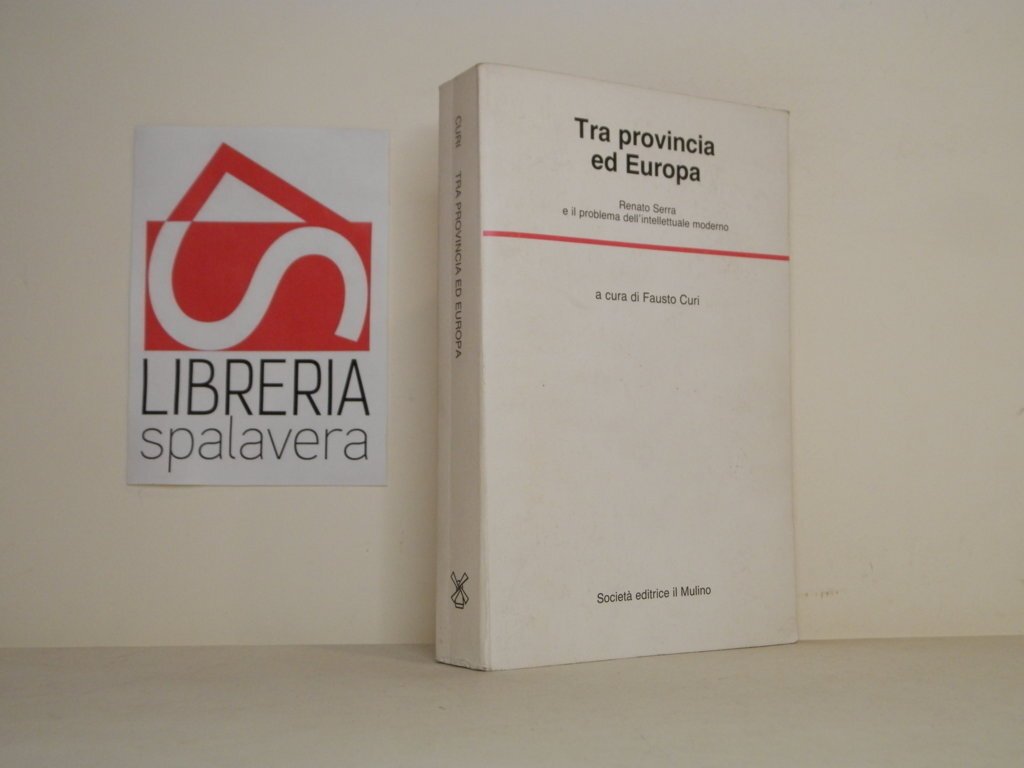 LIBRERIA
spalavera
CURI TRA PROVINCIA ED EUROPA
Tra provincia
ed Europa
Renato Serra
e il problema dell'intellettuale moderno
a cura di Fausto Curi
Società editrice il Mulino